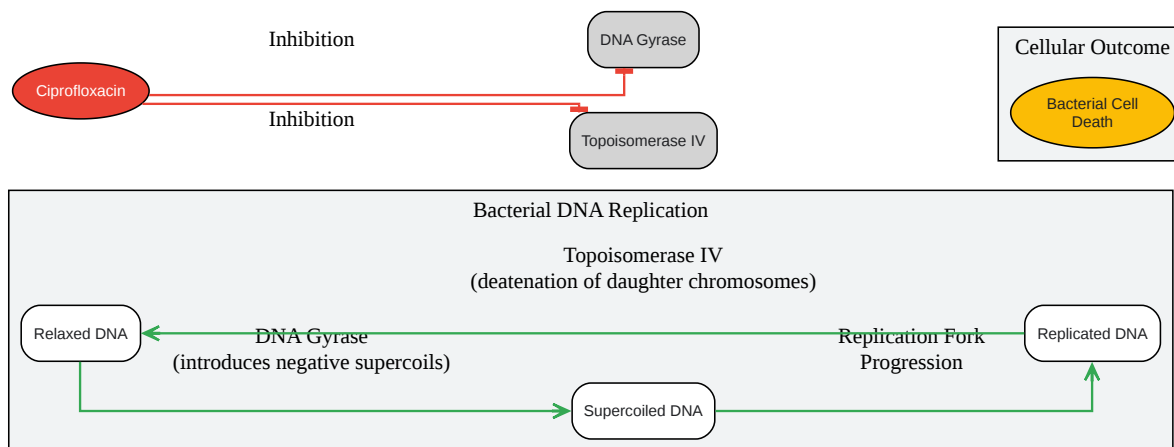 Inhibition
DNA Gyrase
Cellular Outcome
Ciprofloxacin
Bacterial Cell
Death
Inhibition
Topoisomerase IV
Bacterial DNA Replication
Topoisomerase IV
(deatenation of daughter chromosomes)
Relaxed DNA
DNA Gyrase
(introduces negative supercoils)
Replication Fork
Progression
Replicated DNA
Supercoiled DNA